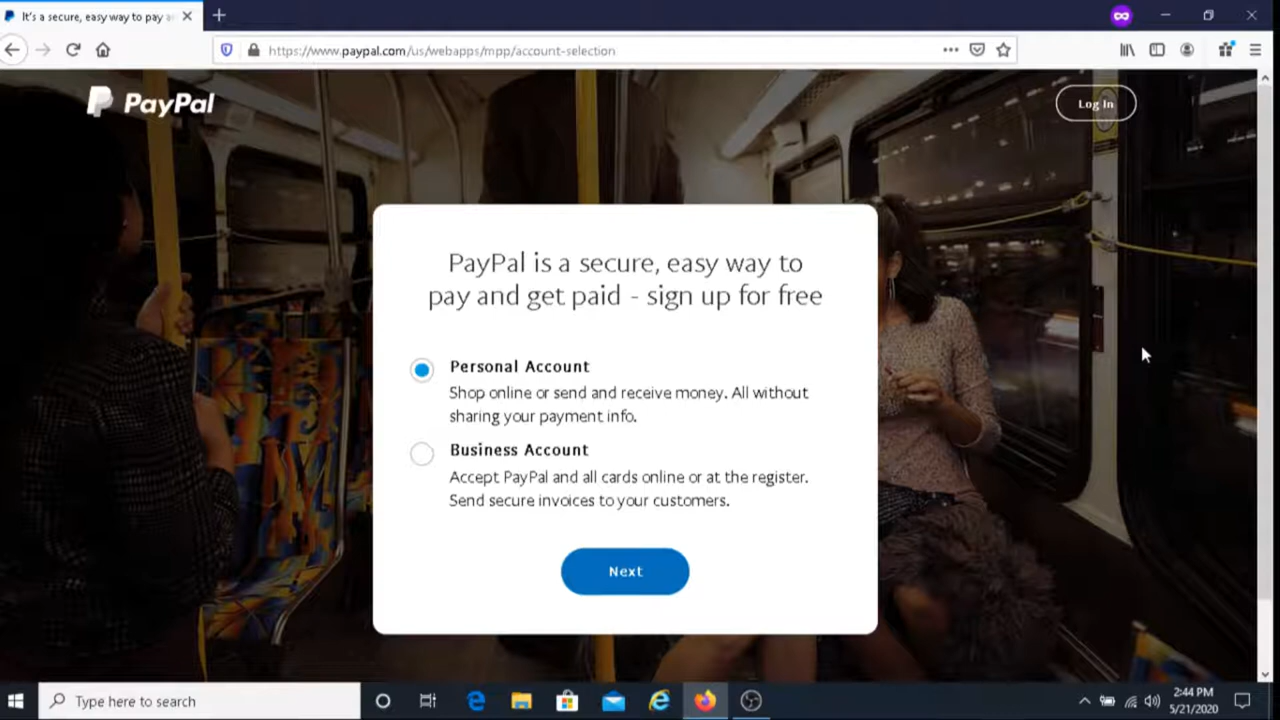 It's a secure, easy way to pay a
https://www.paypal.com/us/webapps/mpp/account-selection
PayPal
Log In
PayPal is a secure, easy way to
pay and get paid - sign up for free
Personal Account
Shop online or send and receive money. All without
sharing your payment info.
Business Account
Accept PayPal and all cards online or at the register.
Send secure invoices to your customers.
Next
Type here to search
2:44 PM
5/21/2020